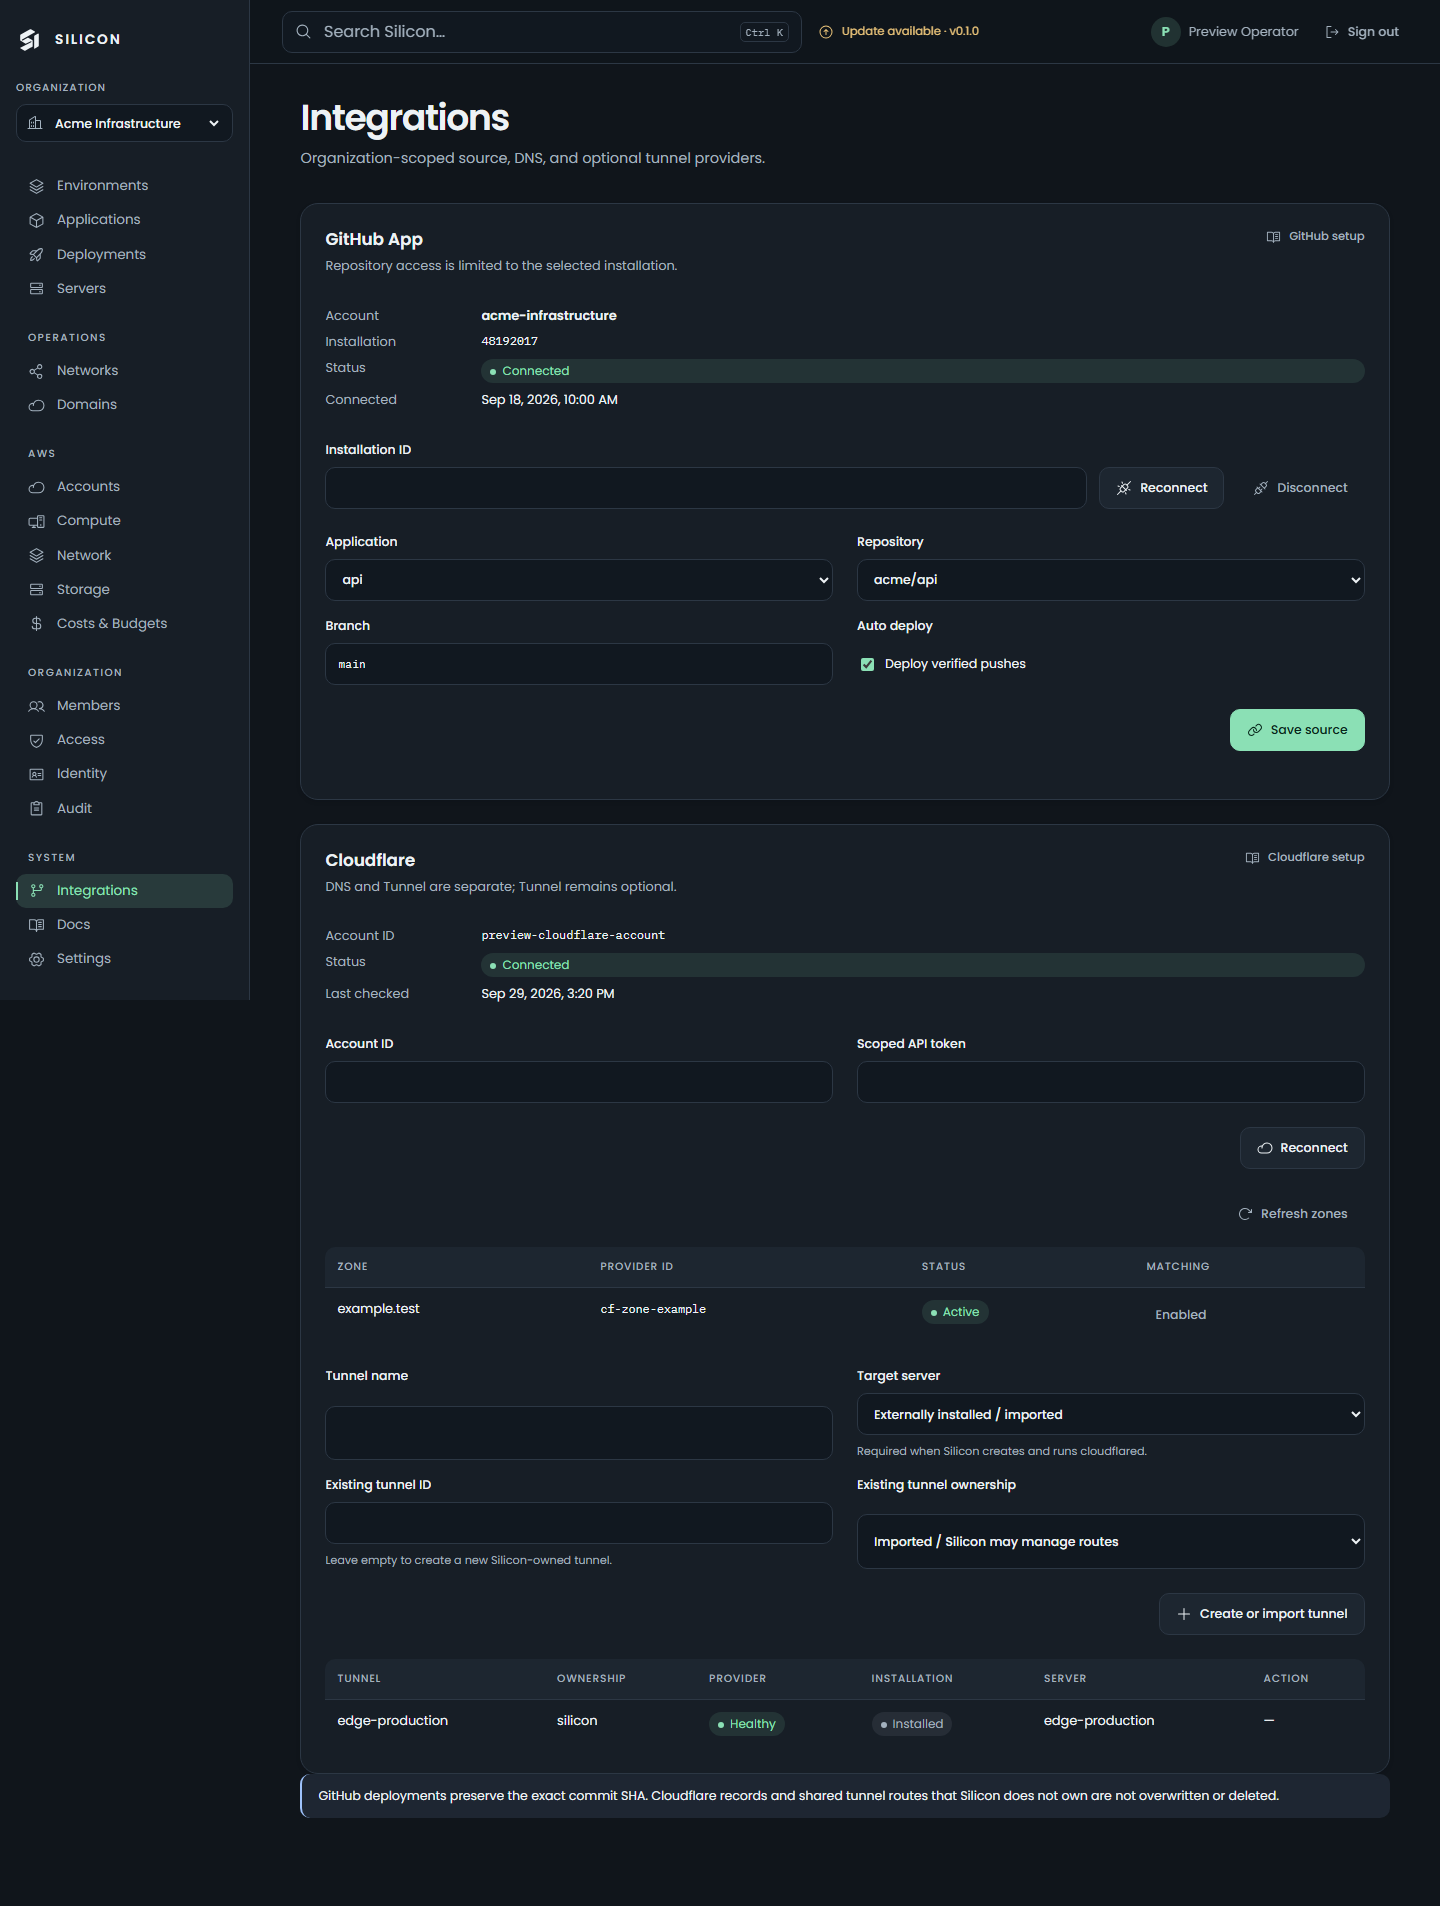 SILICON
ORGANIZATION
Acme Infrastructure
Environments
Applications
Deployments
Servers
OPERATIONS
Networks
Domains
AWS
Accounts
Compute
Network
Storage
Costs & Budgets
ORGANIZATION
Members
Access
Identity
Audit
SYSTEM
Integrations
Docs
Settings
Search Silicon...
Ctrl K
Update available · v0.1.0
P
Preview Operator
Sign out
Integrations
Organization-scoped source, DNS, and optional tunnel providers.
GitHub App
GitHub setup
Repository access is limited to the selected installation.
Account acme-infrastructure
Installation 48192017
Status Connected
Connected Sep 18, 2026, 10:00 AM
Installation ID
Reconnect
Disconnect
Application Repository
api acme/api
Branch Auto deploy
main Deploy verified pushes
Save source
Cloudflare
Cloudflare setup
DNS and Tunnel are separate; Tunnel remains optional.
Account ID preview-cloudflare-account
Status Connected
Last checked Sep 29, 2026, 3:20 PM
Account ID Scoped API token
Reconnect
Refresh zones
ZONE PROVIDER ID STATUS MATCHING
example.test cf-zone-example Active Enabled
Tunnel name Target server
Externally installed / imported
Required when Silicon creates and runs cloudflared.
Existing tunnel ID Existing tunnel ownership
Imported / Silicon may manage routes
Leave empty to create a new Silicon-owned tunnel.
Create or import tunnel
TUNNEL OWNERSHIP PROVIDER INSTALLATION SERVER ACTION
edge-production silicon Healthy Installed edge-production —
GitHub deployments preserve the exact commit SHA. Cloudflare records and shared tunnel routes that Silicon does not own are not overwritten or deleted.